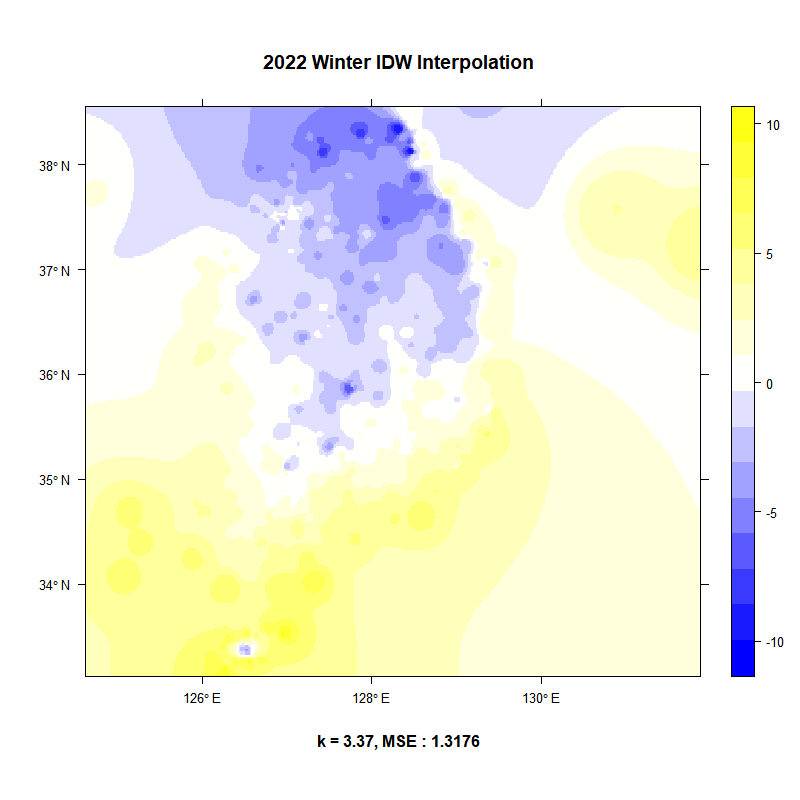 2022 Winter IDW Interpolation
38° N
37° N
36° N
35° N
34° N
126° E
128° E
130° E
10
5
0
-5
-10
k = 3.37, MSE : 1.3176